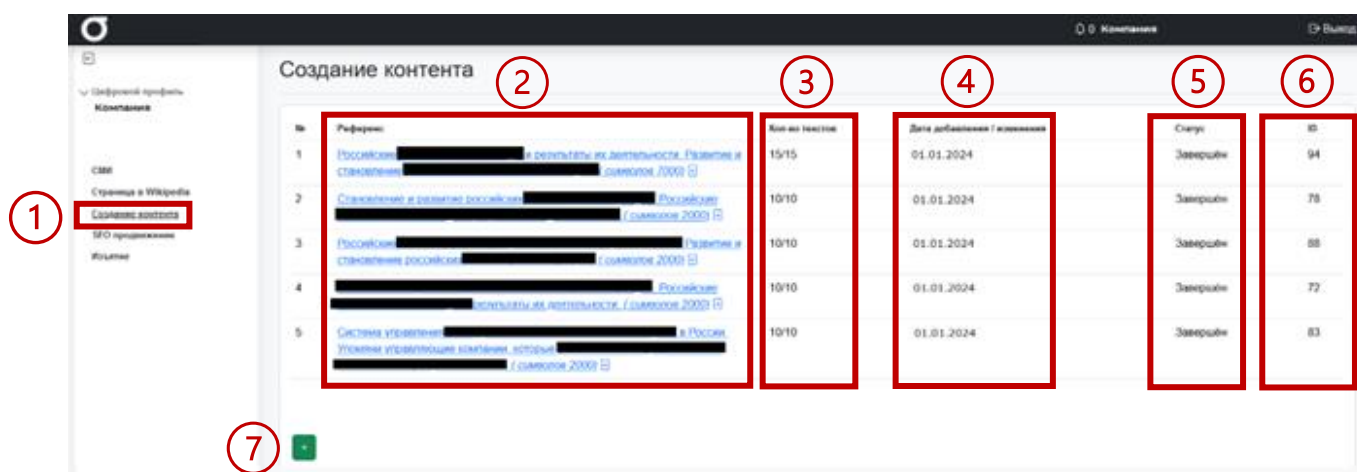 0 Компания Выход
Цифровой профиль
Компания
СМИ
Страница в Wikipedia
Создание контента
SEO продвижение
Изъятие
1
Создание контента
2 3 4 5 6
№ Референс Кол-во текстов Дата добавления / изменения Статус ID
1 Российские и результаты их деятельности. Развитие и 15/15 01.01.2024 Завершён 94
становление символов 7000)
2 Становление и развитие российских Российские 10/10 01.01.2024 Завершён 78
( символов 2000)
3 Российские Развитие и 10/10 01.01.2024 Завершён 88
становление российских ( символов 2000)
4 Российские 10/10 01.01.2024 Завершён 72
результаты их деятельности. ( символов 2000)
5 Система управления в России. 10/10 01.01.2024 Завершён 83
Упомяни управляющие компании, которые
( символов 2000)
7 +